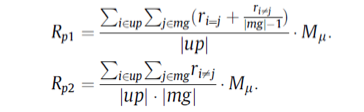 R_{p1} = \frac{\sum_{i \in up} \sum_{j \in mg} (r_{i=j} + \frac{r_{i \neq j}}{|mg|-1})}{|up|} \cdot M_{\mu}.
R_{p2} = \frac{\sum_{i \in up} \sum_{j \in mg} r_{i \neq j}}{|up| \cdot |mg|} \cdot M_{\mu}.